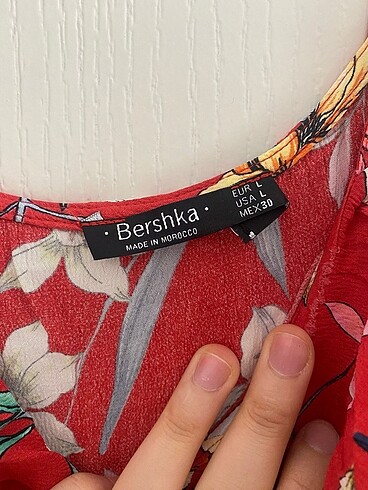 · Bershka ·
MADE IN MOROCCO
EUR L
USA L
MEX 30